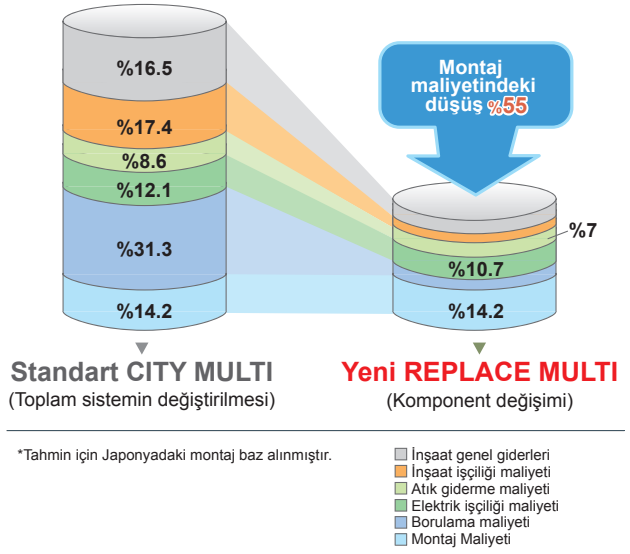 %16.5
%17.4
%8.6
%12.1
%31.3
%14.2
Montaj
maliyetindeki
düşüş %55
%7
%10.7
%14.2
Standart CITY MULTI
(Toplam sistemin değiştirilmesi)
Yeni REPLACE MULTI
(Komponent değişimi)
*Tahmin için Japonyadaki montaj baz alınmıştır.
İnşaat genel giderleri
İnşaat işçiliği maliyeti
Atık giderme maliyeti
Elektrik işçiliği maliyeti
Borulama maliyeti
Montaj Maliyeti